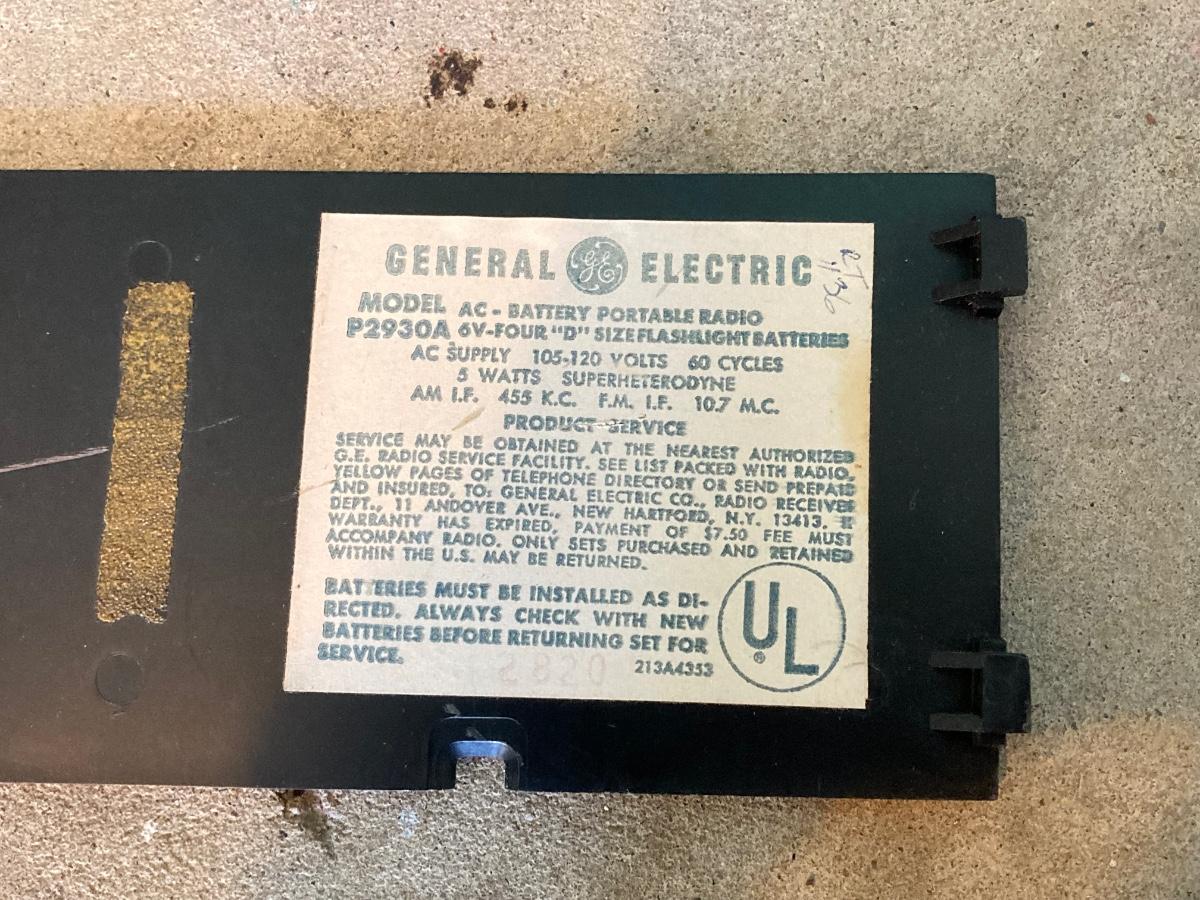 GENERAL GE ELECTRIC
MODEL AC - BATTERY PORTABLE RADIO
P2930A 6V-FOUR "D" SIZE FLASHLIGHT BATTERIES
AC SUPPLY 105-120 VOLTS 60 CYCLES
5 WATTS SUPERHETERODYNE
AM I.F. 455 K.C. F.M. I.F. 10.7 M.C.
PRODUCT SERVICE
SERVICE MAY BE OBTAINED AT THE NEAREST AUTHORIZED
G.E. RADIO SERVICE FACILITY. SEE LIST PACKED WITH RADIO,
YELLOW PAGES OF TELEPHONE DIRECTORY OR SEND PREPAID
AND INSURED, TO: GENERAL ELECTRIC CO., RADIO RECEIVER
DEPT., 11 ANDOVER AVE., NEW HARTFORD, N.Y. 13413. IF
WARRANTY HAS EXPIRED, PAYMENT OF $7.50 FEE MUST
ACCOMPANY RADIO. ONLY SETS PURCHASED AND RETAINED
WITHIN THE U.S. MAY BE RETURNED.
BATTERIES MUST BE INSTALLED AS DI-
RECTED. ALWAYS CHECK WITH NEW
BATTERIES BEFORE RETURNING SET FOR
SERVICE.
2820
213A4353
UL®